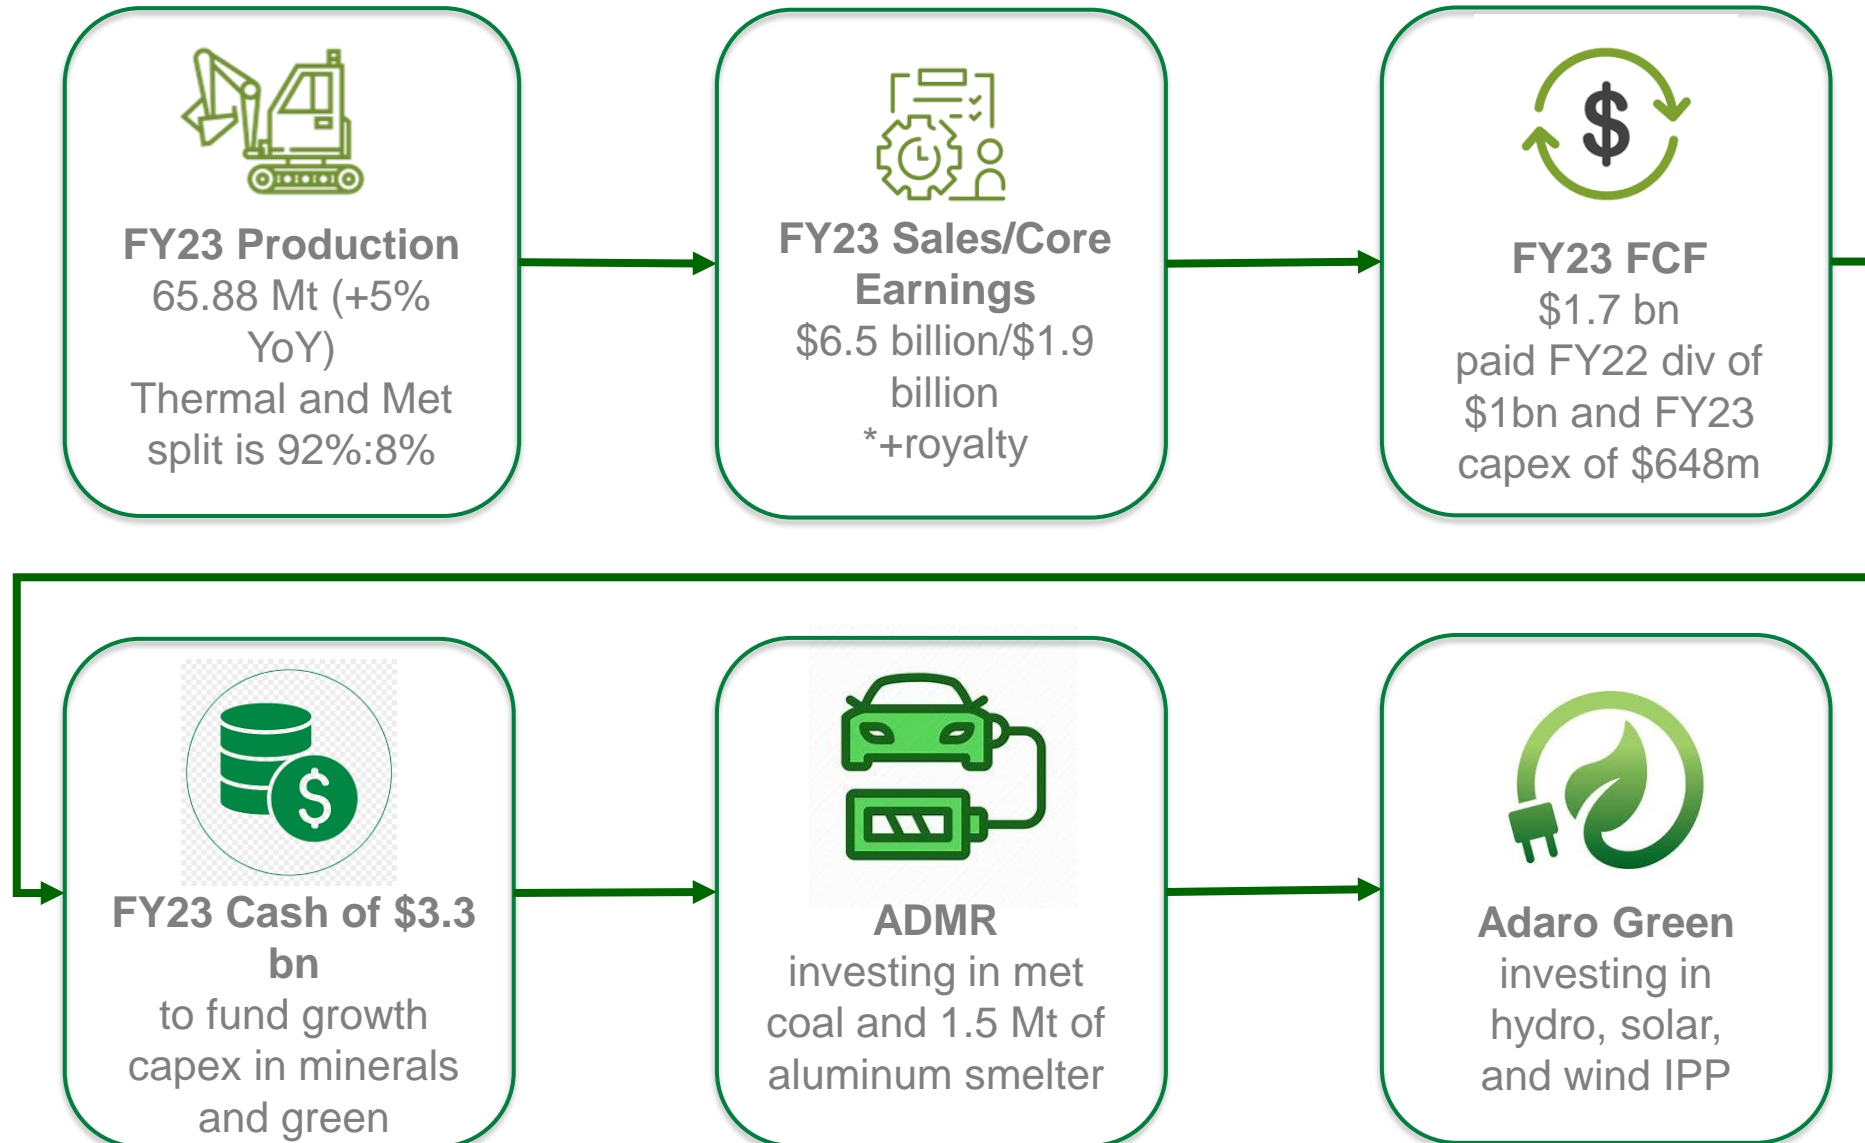 FY23 Production
65.88 Mt (+5%
YoY)
Thermal and Met
split is 92%:8%
FY23 Sales/Core
Earnings
$6.5 billion/$1.9
billion
*+royalty
$
FY23 FCF
$1.7 bn
paid FY22 div of
$1bn and FY23
capex of $648m
$
FY23 Cash of $3.3
bn
to fund growth
capex in minerals
and green
ADMR
investing in met
coal and 1.5 Mt of
aluminum smelter
Adaro Green
investing in
hydro, solar,
and wind IPP